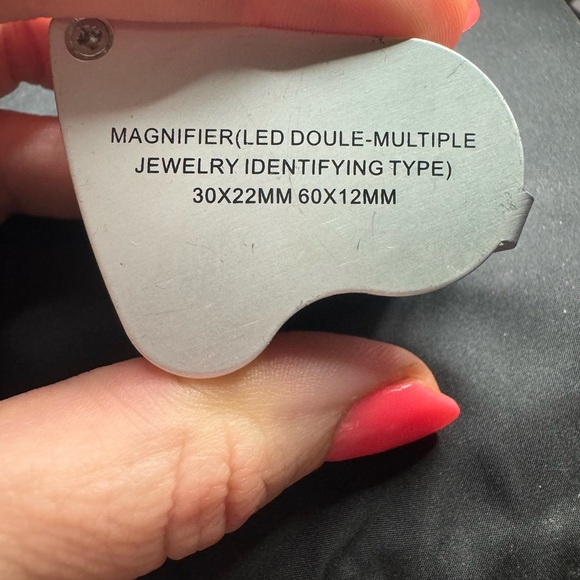 MAGNIFIER(LED DOULE-MULTIPLE
JEWELRY IDENTIFYING TYPE)
30X22MM 60X12MM